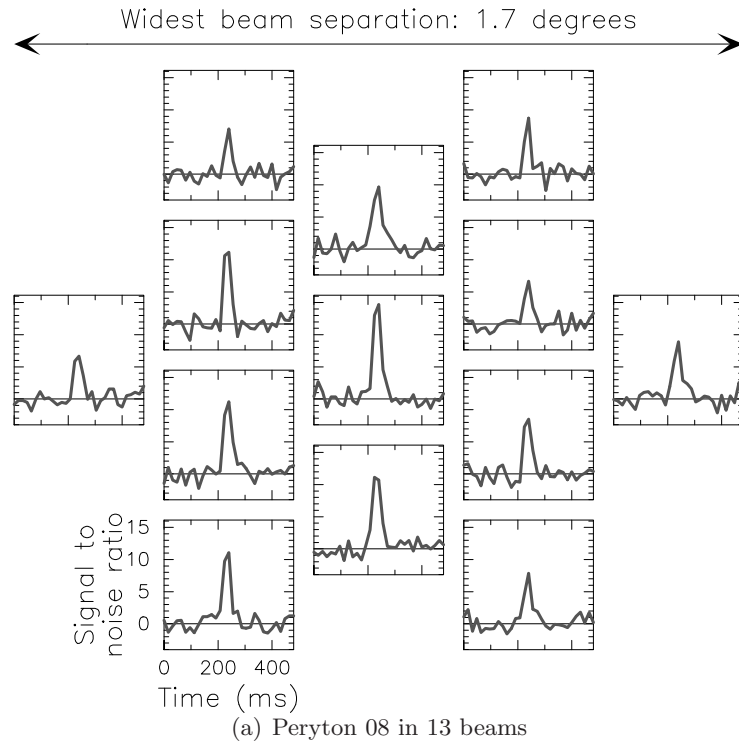 Widest beam separation: 1.7 degrees
Signal to
noise ratio
15
10
5
0
0 200 400
Time (ms)
(a) Peryton 08 in 13 beams